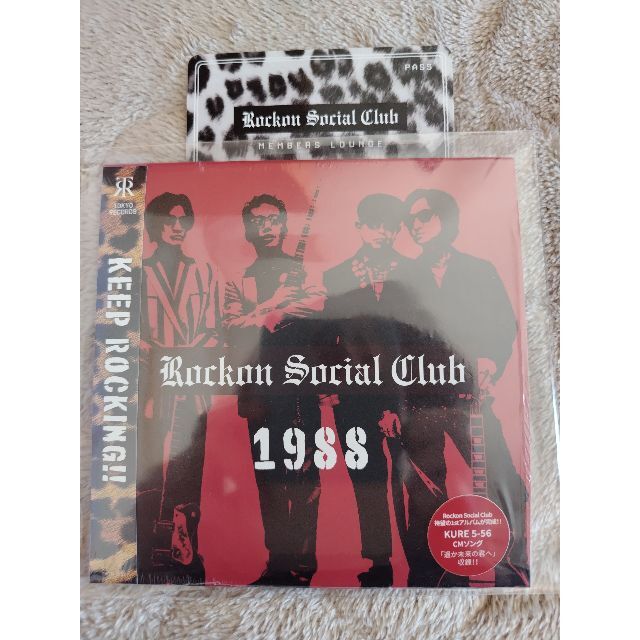 PASS
Rockon Social Club
MEMBERS LOUNGE
TOKYO
RECORDS
KEEP ROCKING!!
Rockon Social Club
1988
Rockon Social Club
待望の1stアルバムが完成!!
KURE 5-56
CMソング
「遥か未来の君へ」
収録!!